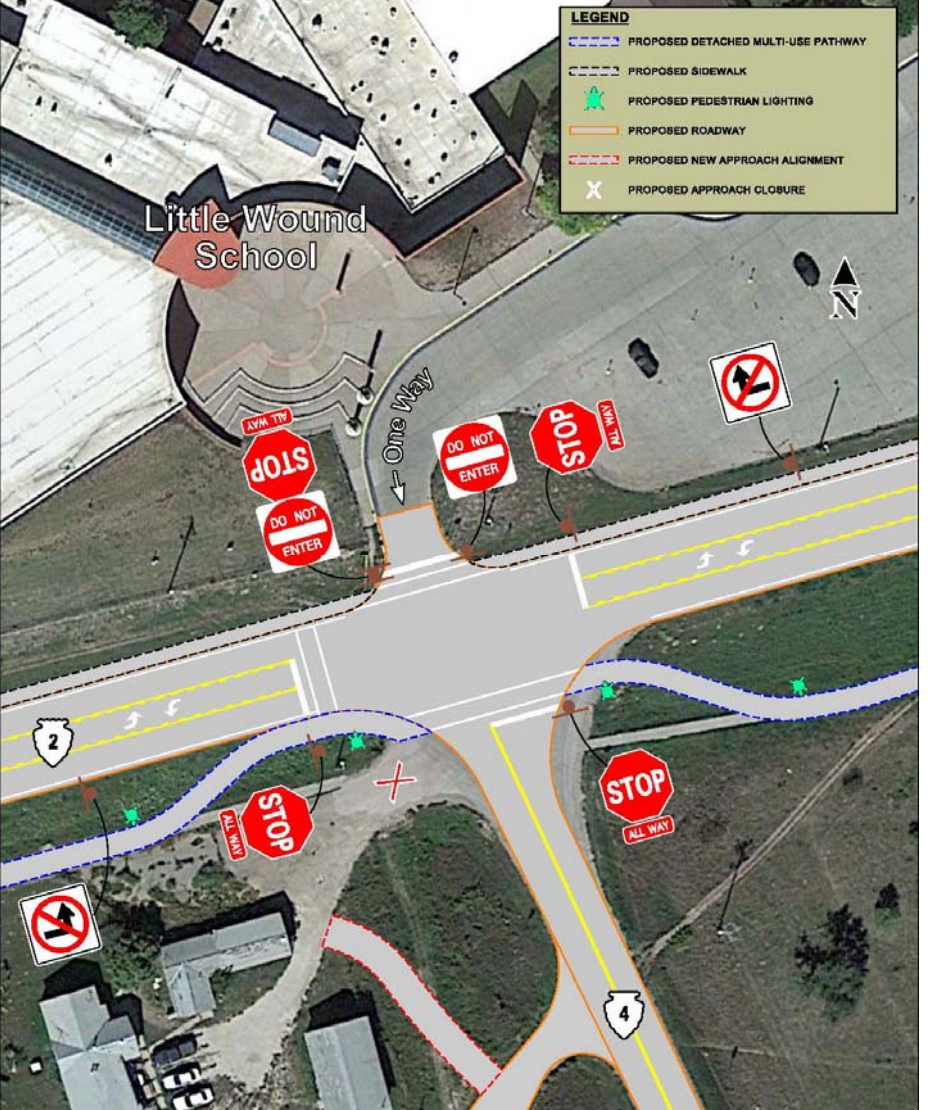 LEGEND
PROPOSED DETACHED MULTI-USE PATHWAY
PROPOSED SIDEWALK
PROPOSED PEDESTRIAN LIGHTING
PROPOSED ROADWAY
PROPOSED NEW APPROACH ALIGNMENT
X PROPOSED APPROACH CLOSURE
Little Wound
School
N
One Way
ALL WAY
STOP
DO NOT
ENTER
DO NOT
ENTER
STOP
ALL WAY
2
STOP
ALL WAY
STOP
ALL WAY
4